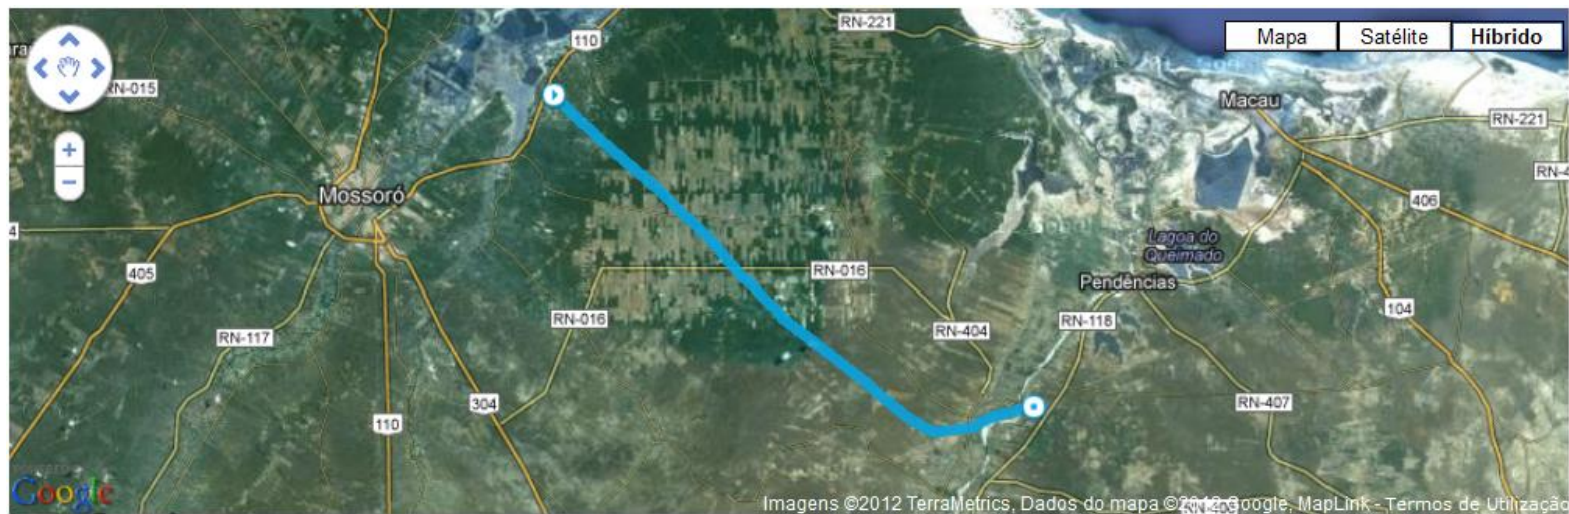 RN-221
110
Mapa
Satélite
Híbrido
RN-015
Macau
RN-221
Mossoró
406
4
Lagoa do
Queimado
405
RN-016
Pendências
104
RN-016
RN-118
RN-404
RN-117
304
RN-407
110
Google
Imagens ©2012 TerraMetrics, Dados do mapa ©2012 Google, MapLink - Termos de Utilização